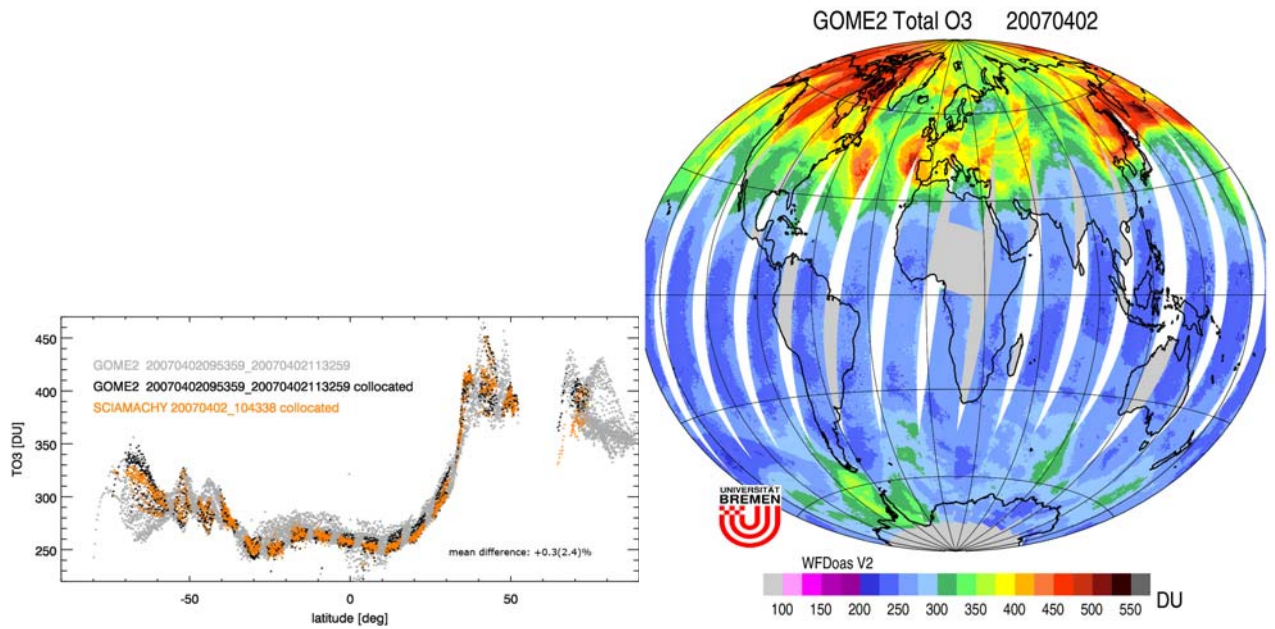 GOME2 Total O3 20070402
450
400
350
300
250
TO3 [DU]
GOME2 20070402095359_20070402113259
GOME2 20070402095359_20070402113259 collocated
SCIAMACHY 20070402_104338 collocated
mean difference: +0.3(2.4)%
-50 0 50
latitude [deg]
UNIVERSITÄT
BREMEN
WFDoas V2
100 150 200 250 300 350 400 450 500 550 DU